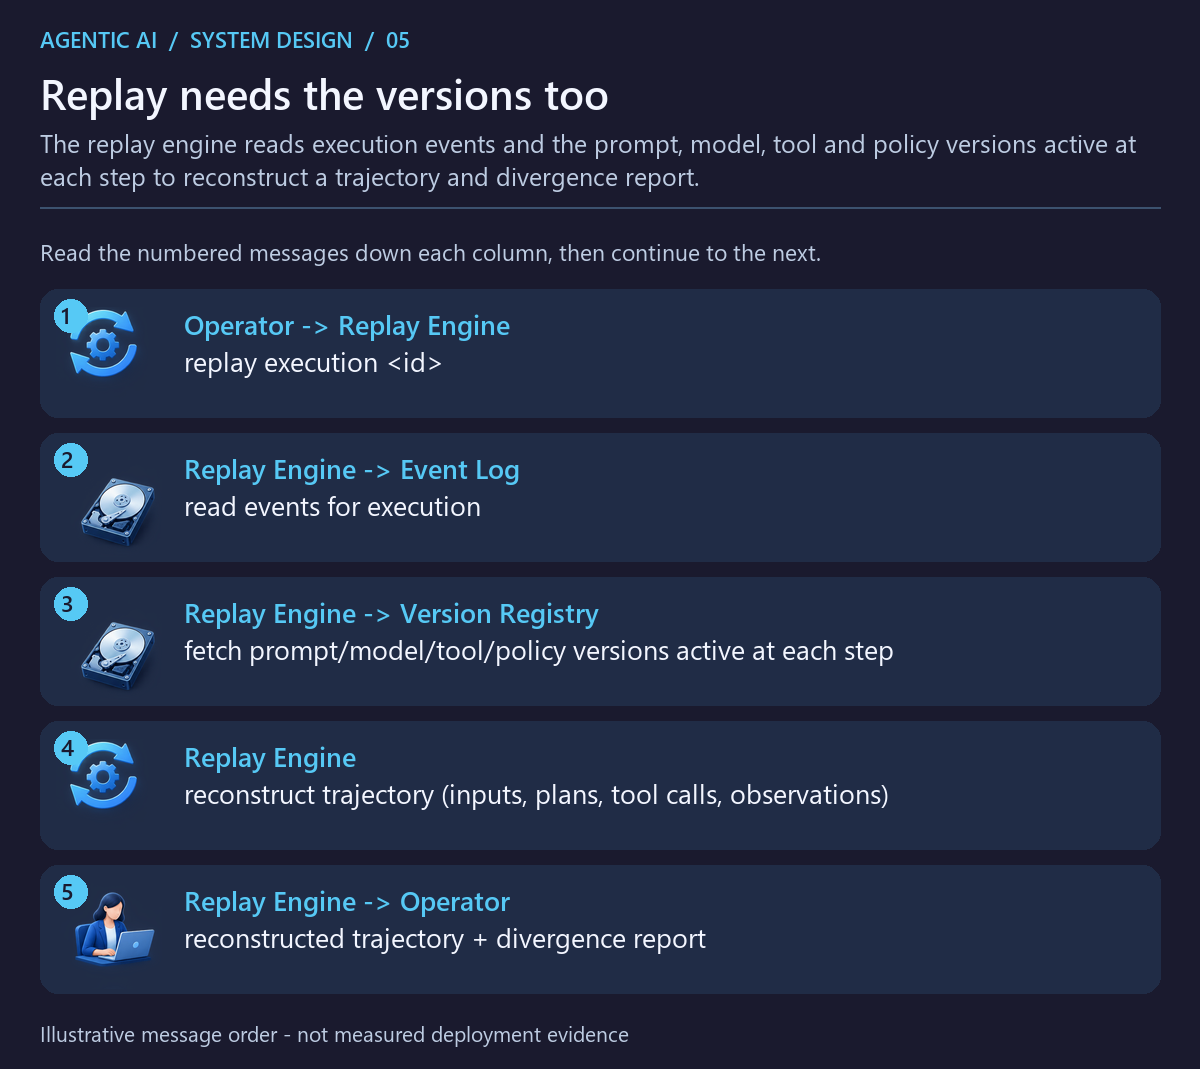 AGENTIC AI / SYSTEM DESIGN / 05
Replay needs the versions too
The replay engine reads execution events and the prompt, model, tool and policy versions active at
each step to reconstruct a trajectory and divergence report.
Read the numbered messages down each column, then continue to the next.
1
Operator -> Replay Engine
replay execution <id>
2
Replay Engine -> Event Log
read events for execution
3
Replay Engine -> Version Registry
fetch prompt/model/tool/policy versions active at each step
4
Replay Engine
reconstruct trajectory (inputs, plans, tool calls, observations)
5
Replay Engine -> Operator
reconstructed trajectory + divergence report
Illustrative message order - not measured deployment evidence